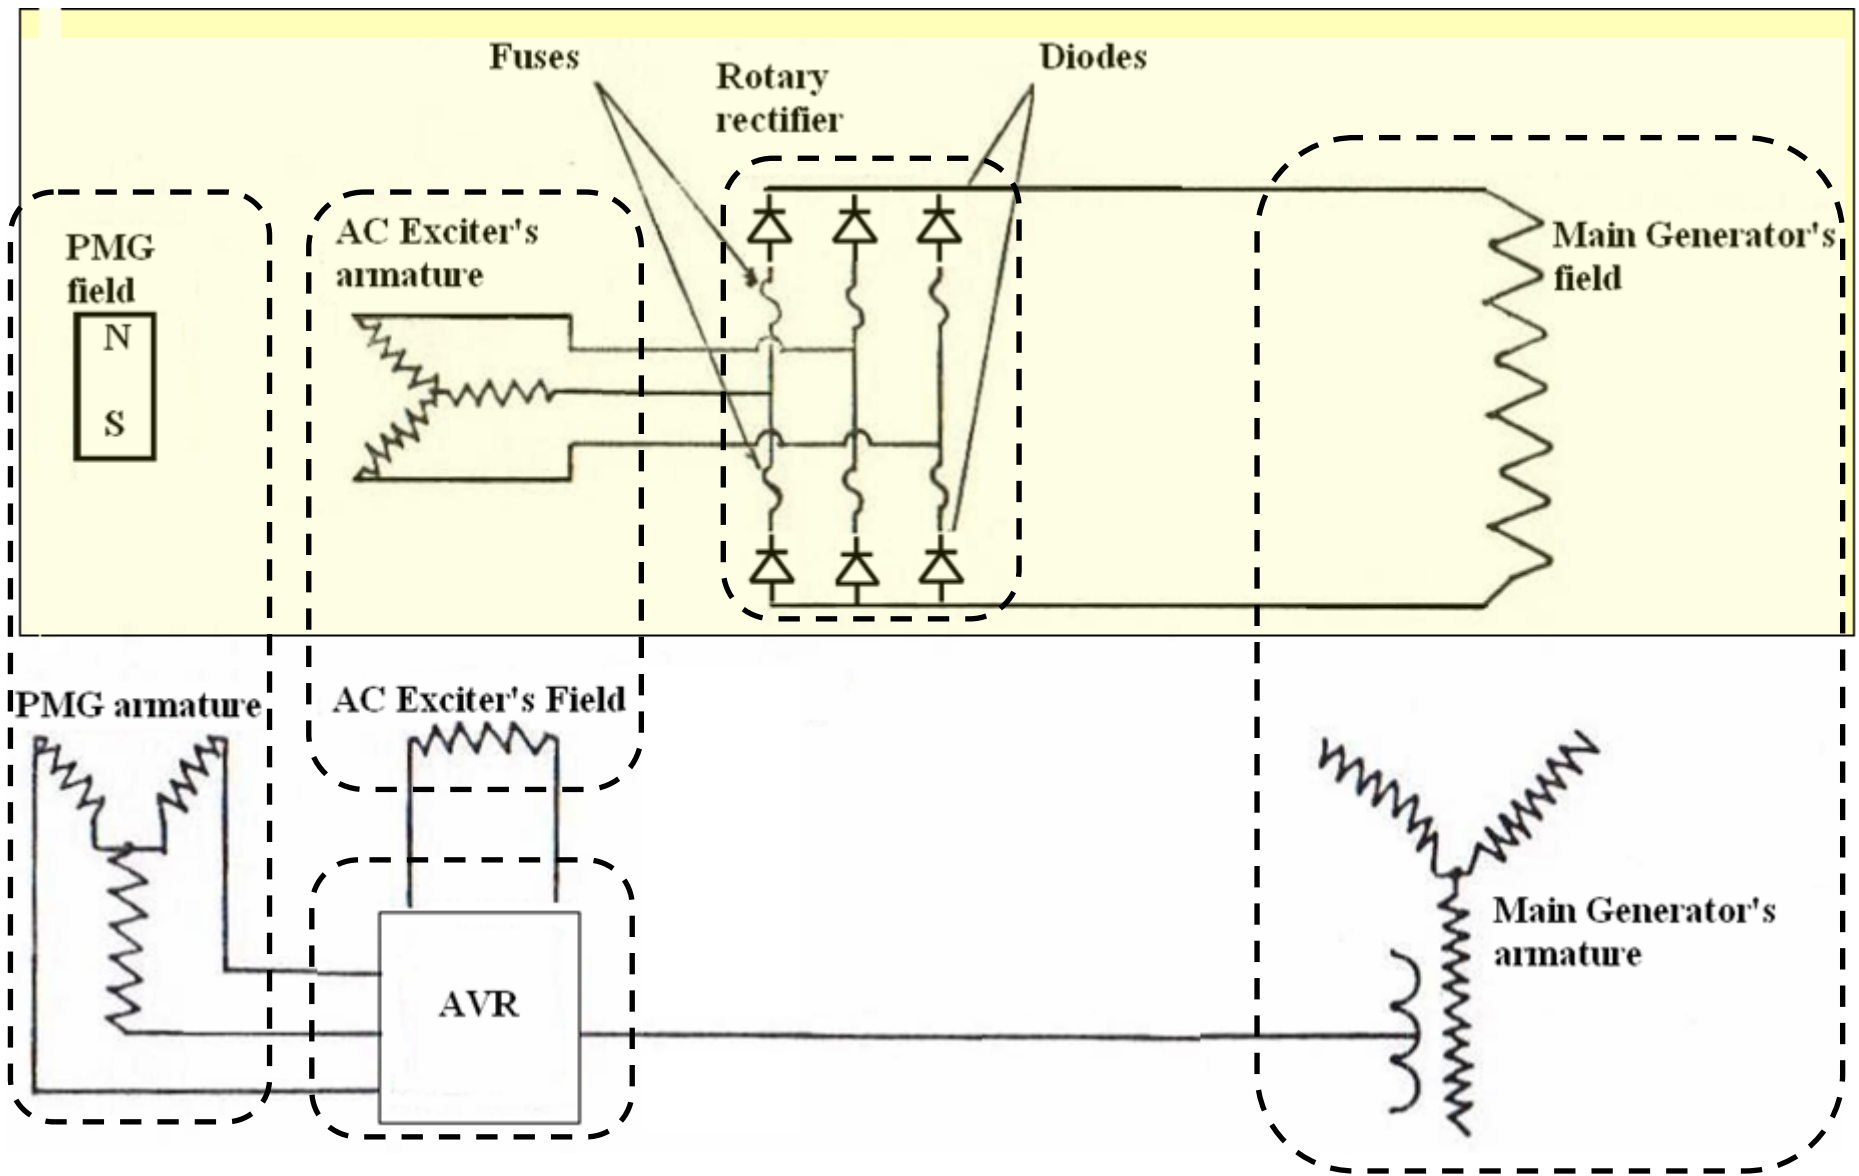 Fuses
Rotary
rectifier
Diodes
PMG
field
N
S
AC Exciter's
armature
Main Generator's
field
PMG armature
AC Exciter's Field
AVR
Main Generator's
armature